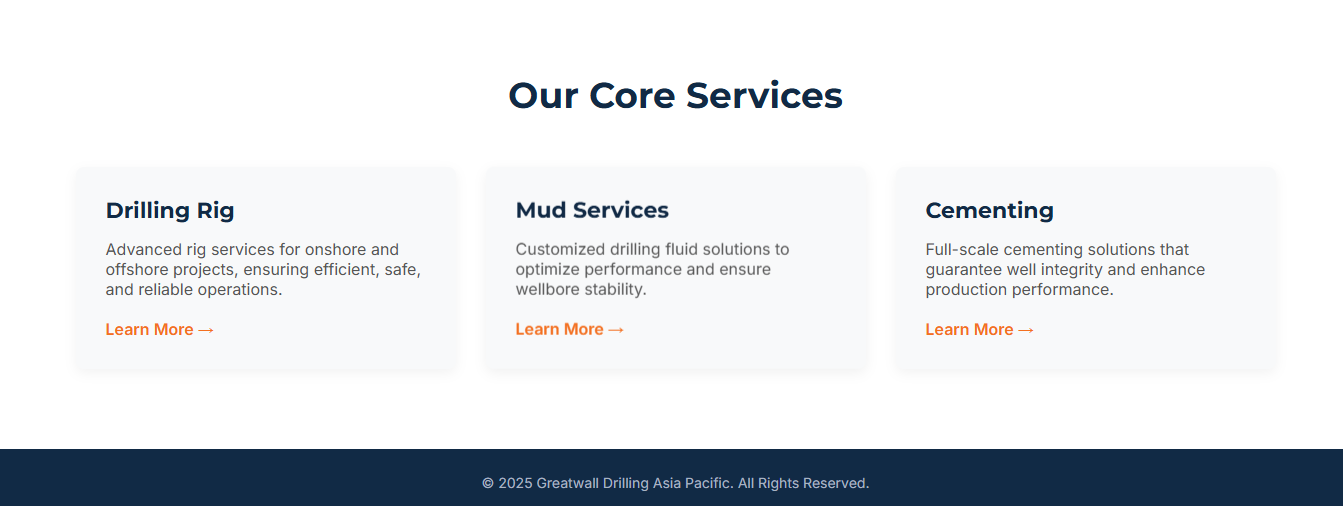 Our Core Services
Drilling Rig
Advanced rig services for onshore and
offshore projects, ensuring efficient, safe,
and reliable operations.
Learn More →
Mud Services
Customized drilling fluid solutions to
optimize performance and ensure
wellbore stability.
Learn More →
Cementing
Full-scale cementing solutions that
guarantee well integrity and enhance
production performance.
Learn More →
© 2025 Greatwall Drilling Asia Pacific. All Rights Reserved.